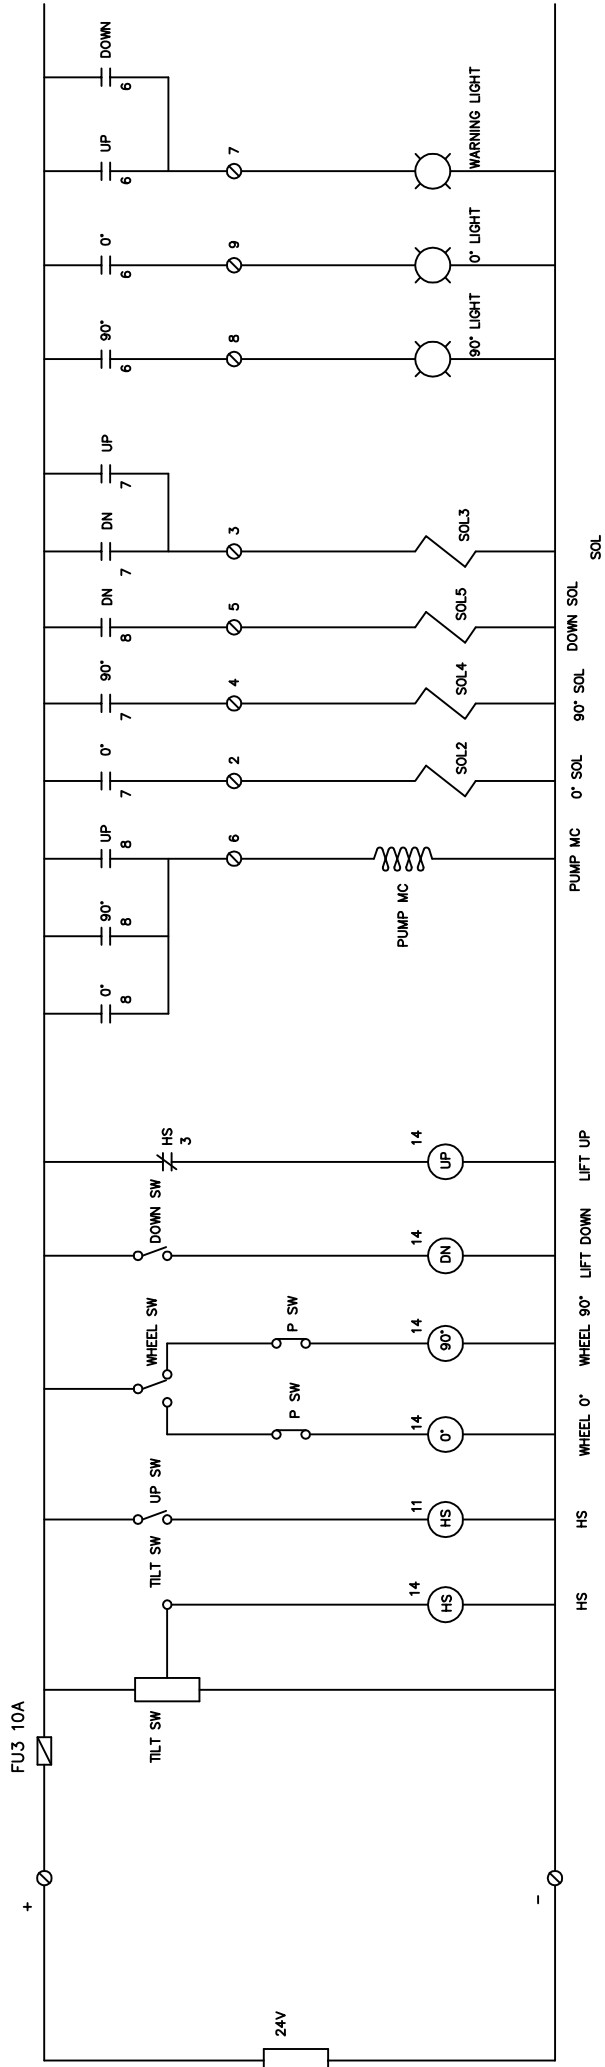 24V
+
-
FU3 10A
TILT SW
TILT SW
14
HS
HS
UP SW
11
HS
HS
WHEEL SW
P SW
14
0°
WHEEL 0°
P SW
14
90°
WHEEL 90°
DOWN SW
14
DN
LIFT DOWN
HS
3
14
UP
LIFT UP
0°
8
90°
8
UP
8
6
PUMP MC
PUMP MC
0°
7
2
SOL2
0° SOL
90°
7
4
SOL4
90° SOL
DN
8
5
SOL5
DOWN SOL
DN
7
UP
7
3
SOL3
SOL
90°
6
8
90° LIGHT
0°
6
9
0° LIGHT
UP
6
DOWN
6
7
WARNING LIGHT